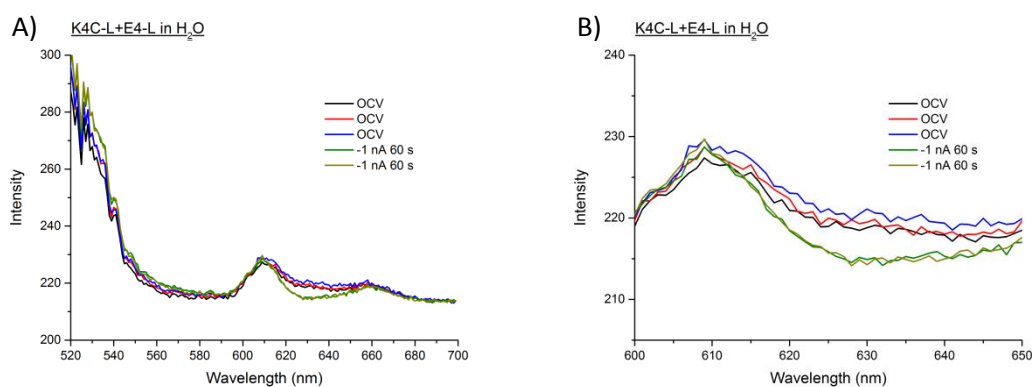 A)
K4C-L+E4-L in H2O
300
280
260
240
220
200
Intensity
OCV
OCV
OCV
-1 nA 60 s
-1 nA 60 s
520 540 560 580 600 620 640 660 680 700
Wavelength (nm)
B)
K4C-L+E4-L in H2O
240
230
220
210
Intensity
OCV
OCV
OCV
-1 nA 60 s
-1 nA 60 s
600 610 620 630 640 650
Wavelength (nm)